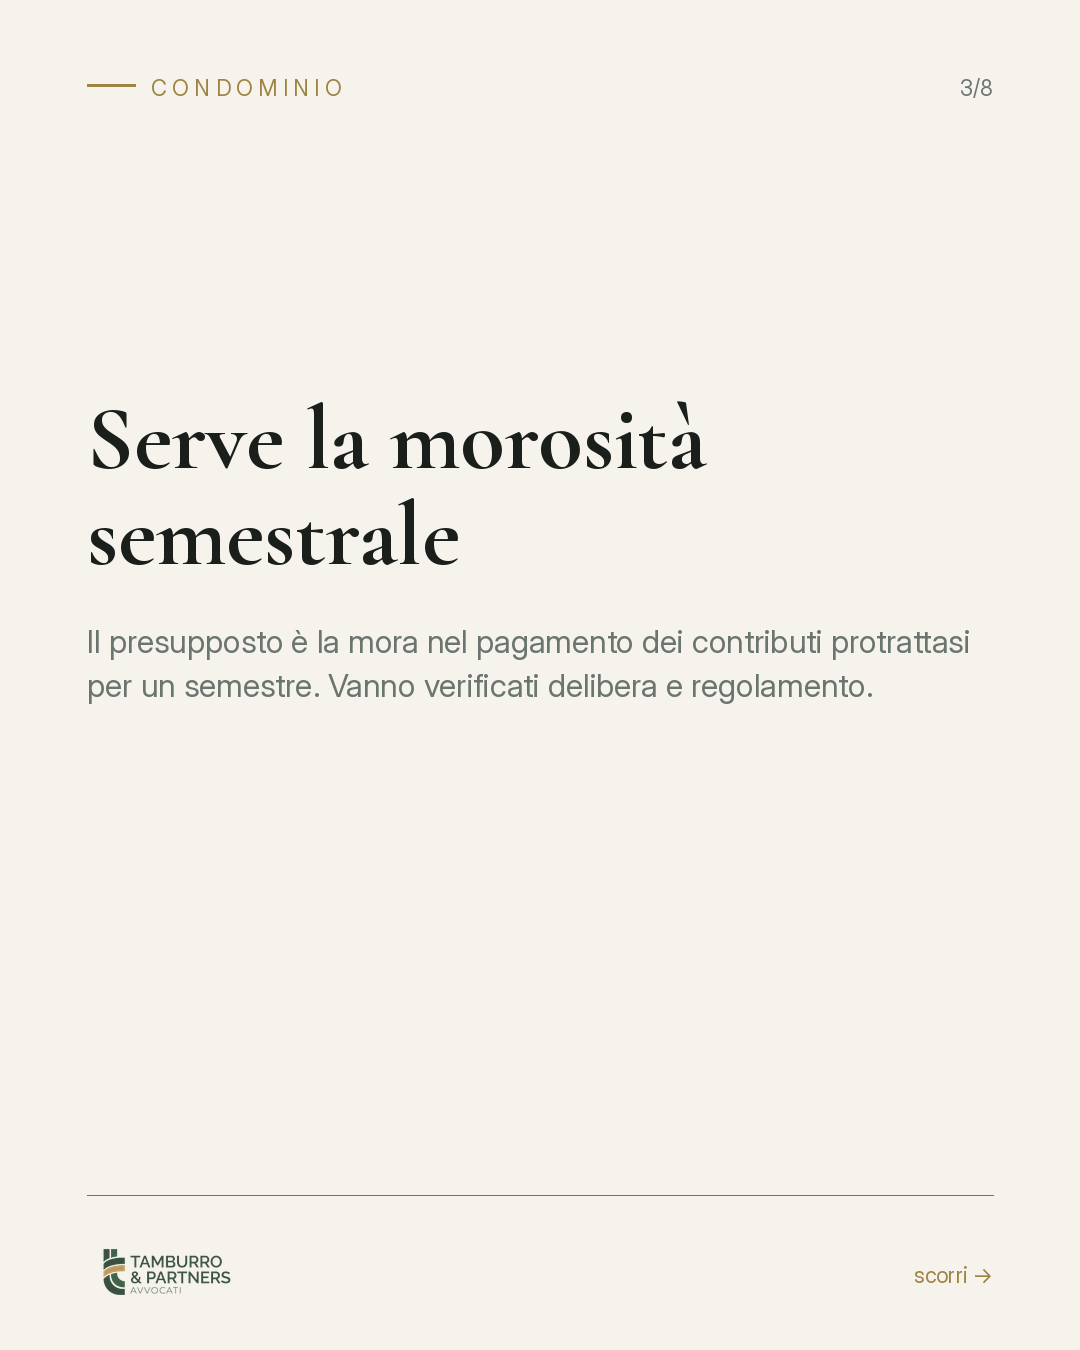 CONDOMINIO
3/8
Serve la morosità
semestrale
Il presupposto è la mora nel pagamento dei contributi protrattasi
per un semestre. Vanno verificati delibera e regolamento.
TAMBURRO
& PARTNERS
AVVOCATI
scorri →